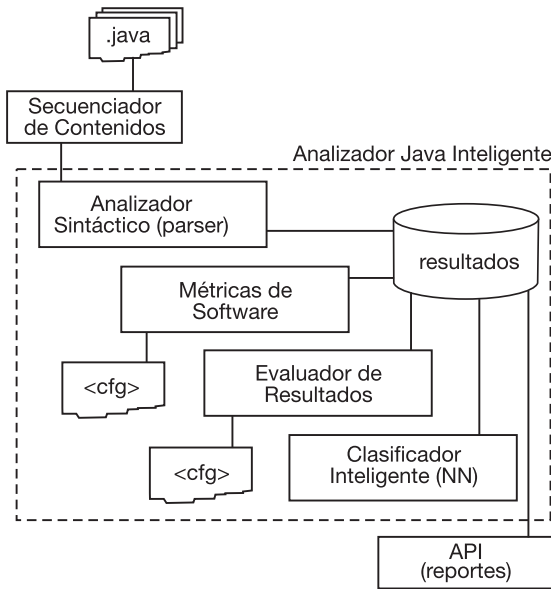 .java
Secuenciador
de Contenidos
Analizador Java Inteligente
Analizador
Sintáctico (parser)
resultados
Métricas de
Software
<cfg>
Evaluador de
Resultados
<cfg>
Clasificador
Inteligente (NN)
API
(reportes)